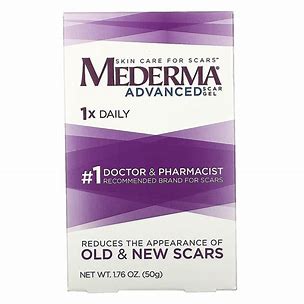 SKIN CARE FOR SCARS™
MEDERMA®
ADVANCED SCAR GEL
1x DAILY
#1 DOCTOR & PHARMACIST
RECOMMENDED BRAND FOR SCARS
REDUCES THE APPEARANCE OF
OLD & NEW SCARS
NET WT. 1.76 OZ. (50g)